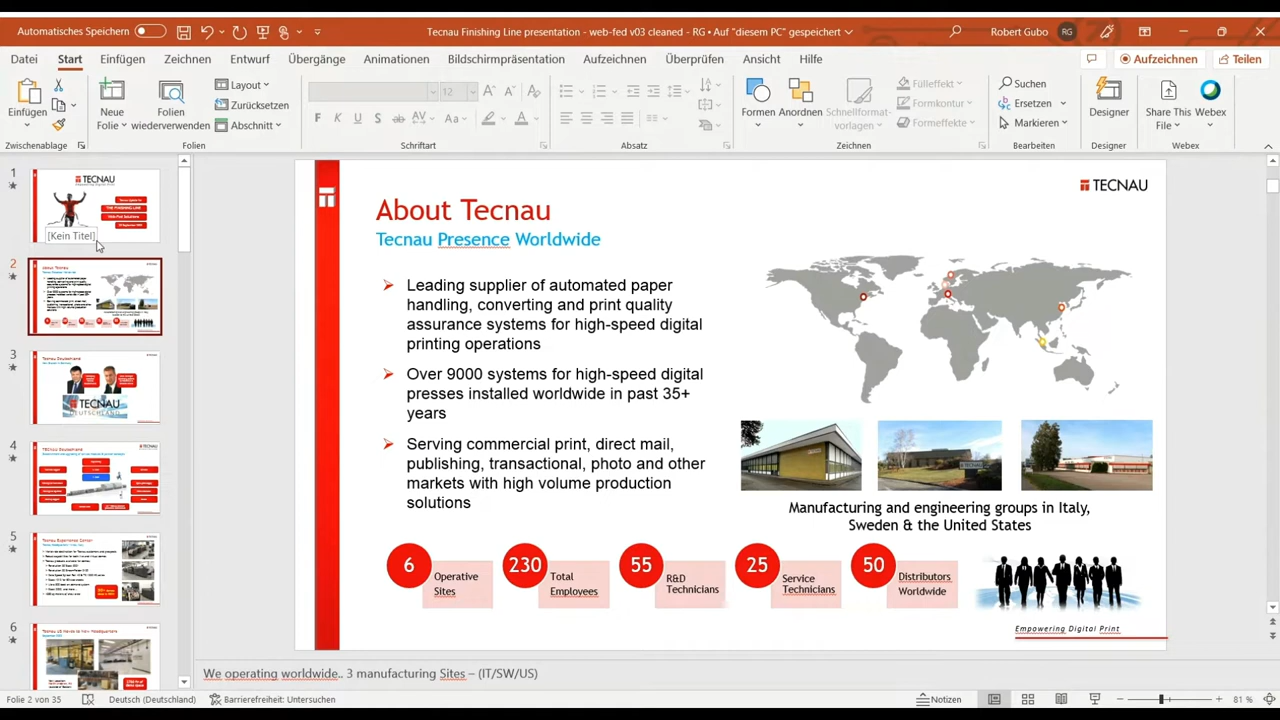 Automatisches Speichern
Tecnau Finishing Line presentation - web-fed v03 cleaned - RG • Auf "diesem PC" gespeichert
Robert Gubo
RG
Datei Start Einfügen Zeichnen Entwurf Übergänge Animationen Bildschirmpräsentation Aufzeichnen Überprüfen Ansicht Hilfe
Aufzeichnen
Teilen
Einfügen
Neue
Folie
Folien
wiederverwenden
Layout
Zurücksetzen
Abschnitt
12
Formen
Anordnen
Schnellformat-
vorlagen
Fülleffekt
Formkontur
Formeffekte
Suchen
Ersetzen
Markieren
Designer
Share This
File
Webex
Zwischenablage
Folien
Schriftart
Absatz
Zeichnen
Bearbeiten
Designer
Webex
1
TECNAU
THE FINISHING LINE
[Kein Titel]
2
3
TECNAU
DEUTSCHLAND
4
5
6
TECNAU
About Tecnau
Tecnau Presence Worldwide
Leading supplier of automated paper
handling, converting and print quality
assurance systems for high-speed digital
printing operations
Over 9000 systems for high-speed digital
presses installed worldwide in past 35+
years
Serving commercial print, direct mail,
publishing, transactional, photo and other
markets with high volume production
solutions
Manufacturing and engineering groups in Italy,
Sweden & the United States
6
Operative
Sites
230
Total
Employees
55
R&D
Technicians
25
Service
Technicians
50
Distributors
Worldwide
Empowering Digital Print
We operating worldwide.. 3 manufacturing Sites – (IT/SW/US)
Folie 2 von 35
Deutsch (Deutschland)
Barrierefreiheit: Untersuchen
Notizen
81 %